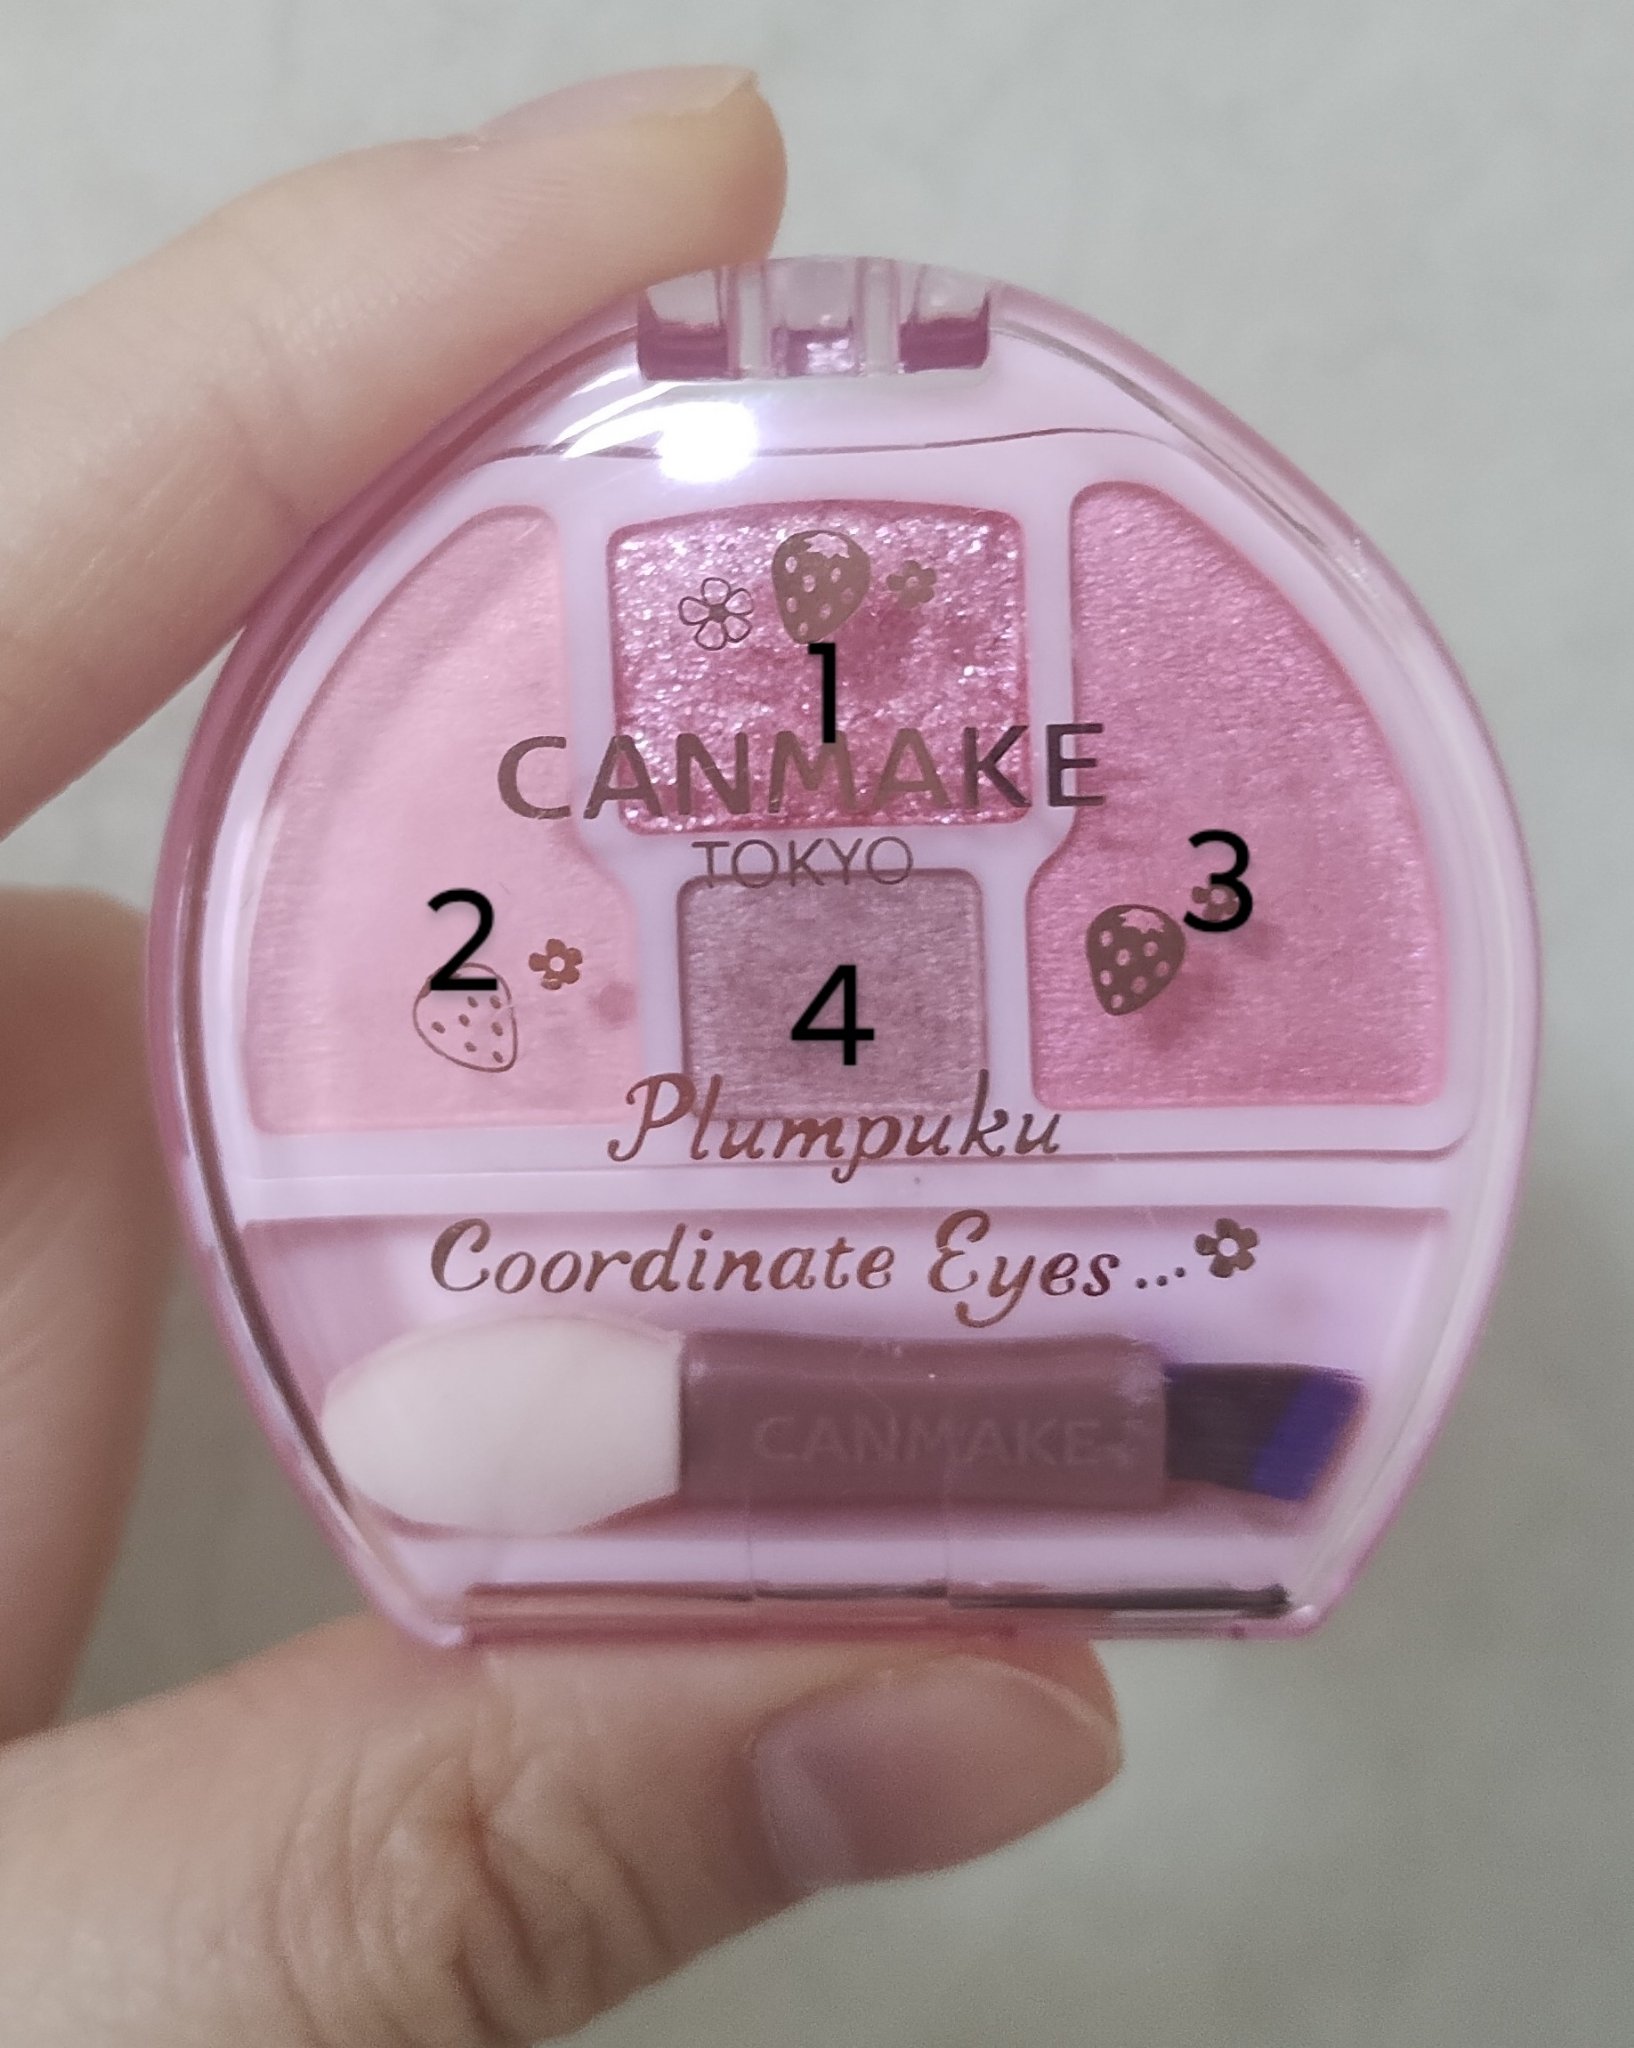 1
CANMAKE
TOKYO
2
3
4
Plumpuku
Coordinate Eyes...
CANMAKE